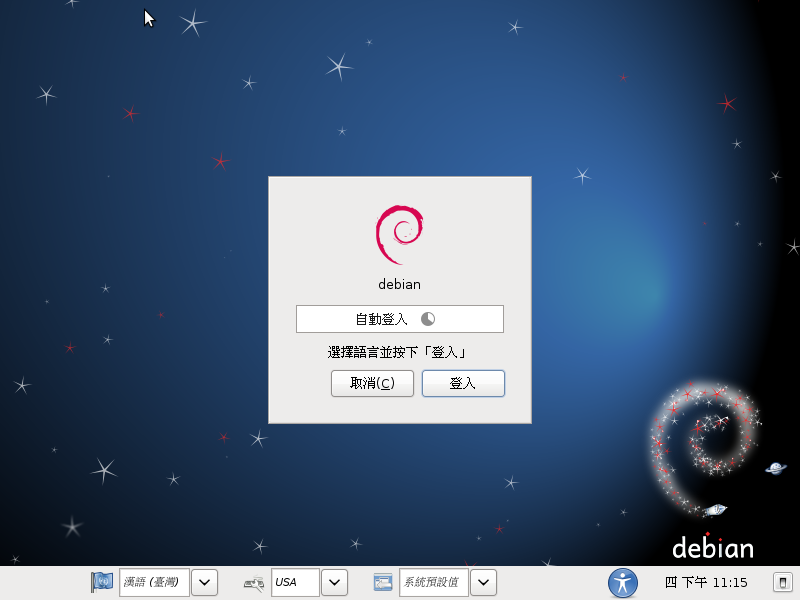 debian
自動登入
選擇語言並按下「登入」
取消(C)
登入
debian
漢語 (臺灣)
USA
系統預設值
四 下午 11:15